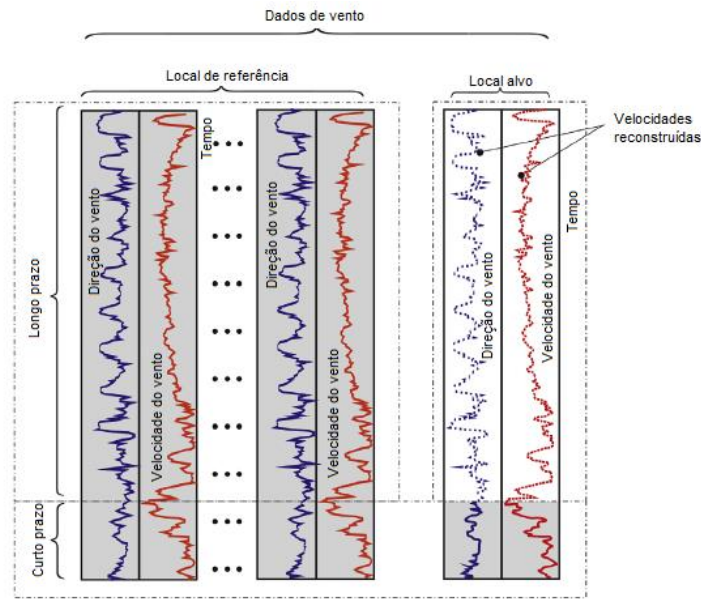 Dados de vento
Local de referência
Local alvo
Velocidades
reconstruídas
Longo prazo
Direção do vento
Velocidade do vento
Tempo
Direção do vento
Velocidade do vento
Direção do vento
Velocidade do vento
Tempo
Curto prazo